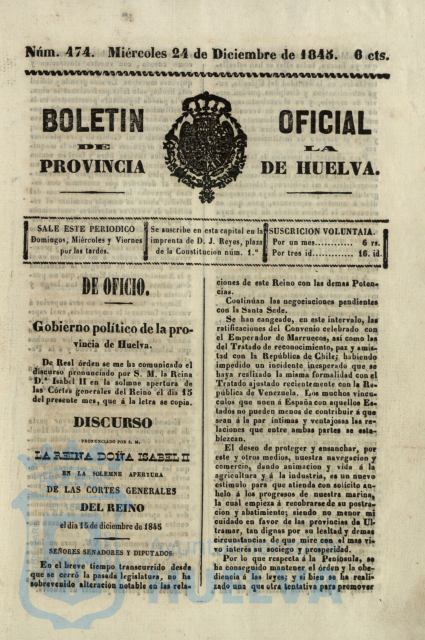 Núm. 474. Miércoles 24 de Diciembre de 1845. 6 cts.
BOLETIN OFICIAL
DE LA
PROVINCIA DE HUELVA.
SALE ESTE PERIODICO
Domingos, Miércoles y Viernes
por las tardes.
Se suscribe en esta capital en la
imprenta de D. J. Reyes, plaza
de la Constitucion núm. 1.º
SUSCRICION VOLUNTAIA.
Por un mes........... 6 rs.
Por tres id........... 16. id.
DE OFICIO.
Gobierno político de la pro-
vincia de Huelva.
De Real órden se me ha comunicado el
discurso pronunciado por S. M. la Reina
D.ª Isabel II en la solmne apertura de
las Córtes generales del Reino el dia 15
del presente mes, que á la letra se copia.
DISCURSO
PRONUNCIADO POR S. M.
LA REINA DOÑA ISABEL II
EN LA SOLEMNE APERTURA
DE LAS CORTES GENERALES
DEL REINO
el dia 15 de diciembre de 1845
SEÑORES SENADORES Y DIPUTADOS:
En el breve tiempo transcurrido desde
que se cerró la pasada legislatura, no ha
sobrevenido alteracion notable en las rela-
ciones de este Reino con las demas Poten-
cias.
Continúan las negociaciones pendientes
con la Santa Sede.
Se han cangeado, en este intervalo, las
ratificaciones del Convenio celebrado con
el Emperador de Marruecos, así como las
del Tratado de reconocimiento, paz y amis-
tad con la República de Chile; habiendo
impedido un incidente inesperado que se
haya realizado la misma formalidad con el
Tratado ajustado recientemente con la Re-
pública de Venezuela. Los muchos víncu-
culos que unen á España con aquellos Es-
tados no pueden menos de contribuir á que
sean á la par íntimas y ventajosas las re-
laciones que entre ambas partes se esta-
blezcan.
El deseo de proteger y ensanchar, por
este y otros medios, nuestra navegacion y
comercio, dando animacion y vida á la
agricultura y á la industria, es un nuevo
estímulo para que atienda con solícito an-
helo á los progresos de nuestra marina,
la cual empieza á recobrarse de su postra-
cion y abatimiento; siendo no menor mi
cuidado en favor de las provincias de Ul-
tramar, tan dignas por su lealtad y demas
circunstancias de que mire con el mas vi-
vo interés su sociego y prosperidad.
Por lo que respecta á la Península, se
ha conseguido mantener el órden y la obe-
diencia á las leyes; y si bien se ha reali-
zado una que otra tentativa para promover
HUELVA